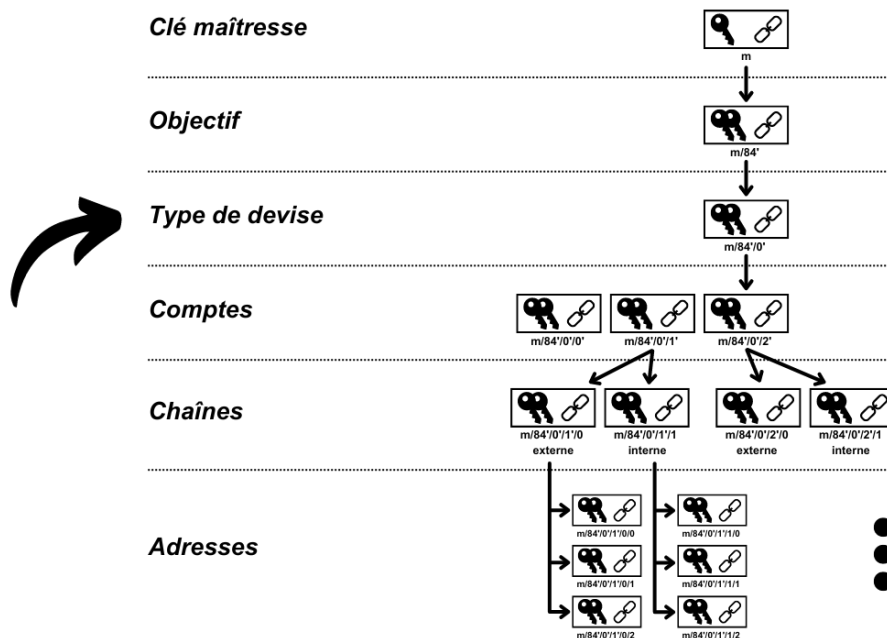 Clé maîtresse
m
Objectif
m/84'
Type de devise
m/84'/0'
Comptes
m/84'/0'/0' m/84'/0'/1' m/84'/0'/2'
Chaînes
m/84'/0'/1'/0 m/84'/0'/1'/1 m/84'/0'/2'/0 m/84'/0'/2'/1
externe interne externe interne
Adresses
m/84'/0'/1'/0/0 m/84'/0'/1'/1/0
m/84'/0'/1'/0/1 m/84'/0'/1'/1/1
m/84'/0'/1'/0/2 m/84'/0'/1'/1/2